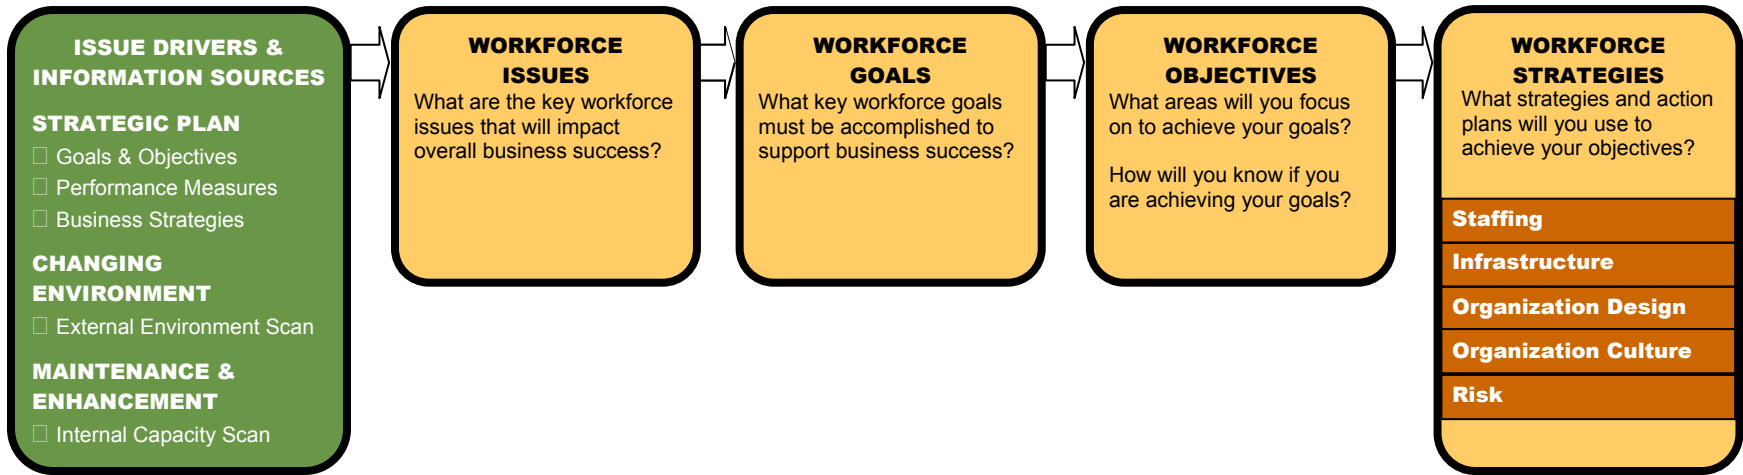 ISSUE DRIVERS &
INFORMATION SOURCES
STRATEGIC PLAN
□ Goals & Objectives
□ Performance Measures
□ Business Strategies
CHANGING
ENVIRONMENT
□ External Environment Scan
MAINTENANCE &
ENHANCEMENT
□ Internal Capacity Scan
WORKFORCE
ISSUES
What are the key workforce
issues that will impact
overall business success?
WORKFORCE
GOALS
What key workforce goals
must be accomplished to
support business success?
WORKFORCE
OBJECTIVES
What areas will you focus
on to achieve your goals?
How will you know if you
are achieving your goals?
WORKFORCE
STRATEGIES
What strategies and action
plans will you use to
achieve your objectives?
Staffing
Infrastructure
Organization Design
Organization Culture
Risk